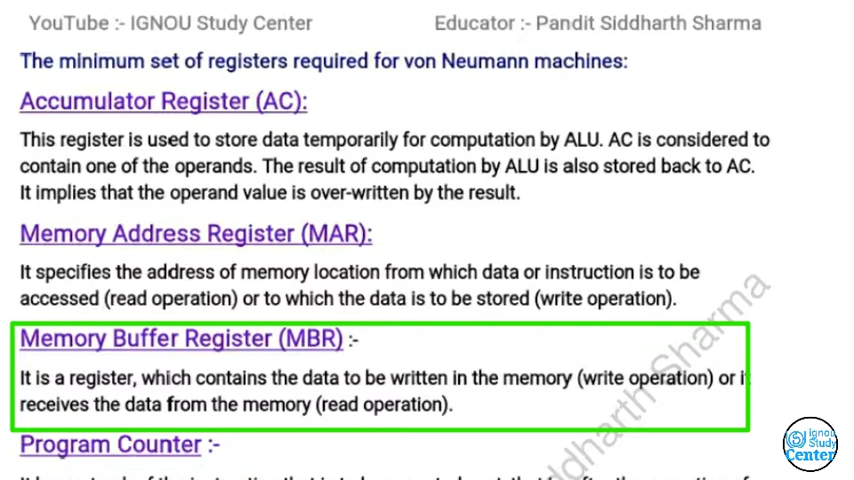 YouTube :- IGNOU Study Center Educator :- Pandit Siddharth Sharma
The minimum set of registers required for von Neumann machines:
Accumulator Register (AC):
This register is used to store data temporarily for computation by ALU. AC is considered to
contain one of the operands. The result of computation by ALU is also stored back to AC.
It implies that the operand value is over-written by the result.
Memory Address Register (MAR):
It specifies the address of memory location from which data or instruction is to be
accessed (read operation) or to which the data is to be stored (write operation).
Memory Buffer Register (MBR) :-
It is a register, which contains the data to be written in the memory (write operation) or it
receives the data from the memory (read operation).
Program Counter :-
ddharth Sharma
ignou
Study
Center